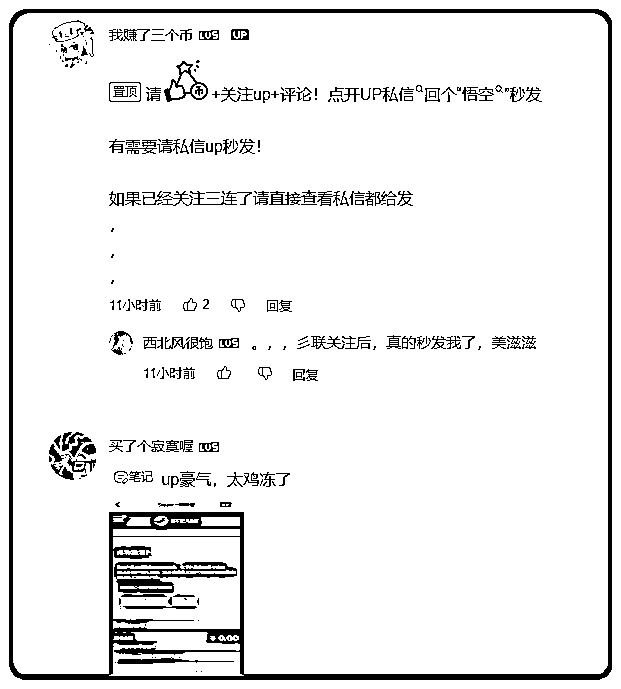 我赚了三个币 LV5 UP
置顶 请 +关注up+评论！点开UP私信 回个“悟空”秒发
有需要请私信up秒发！
如果已经关注三连了请直接查看私信都给发
，
，
，
11小时前 2 回复
西北风很饱 LV5 。，，彡联关注后，真的秒发我了，美滋滋
11小时前 回复
买了个寂寞喔 LV5
笔记 up豪气，太鸡冻了